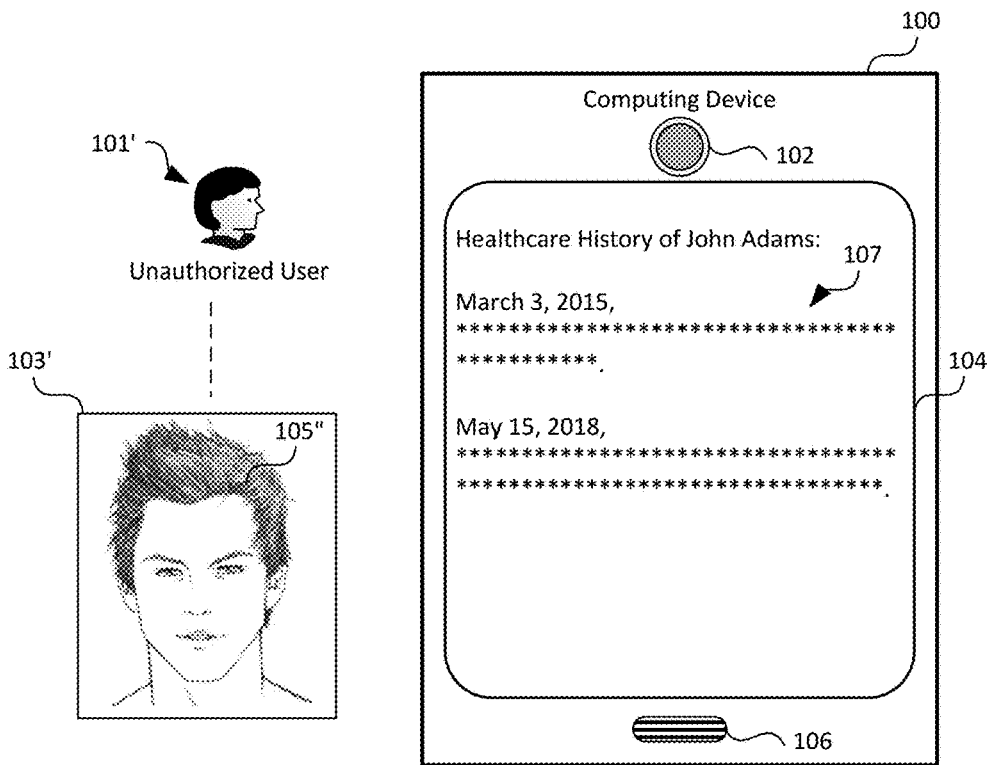 100
Computing Device
101'
102
Unauthorized User
Healthcare History of John Adams:
107
March 3, 2015,
**********************************
***********.
103'
104
105"
May 15, 2018,
**********************************
*********************************.
106